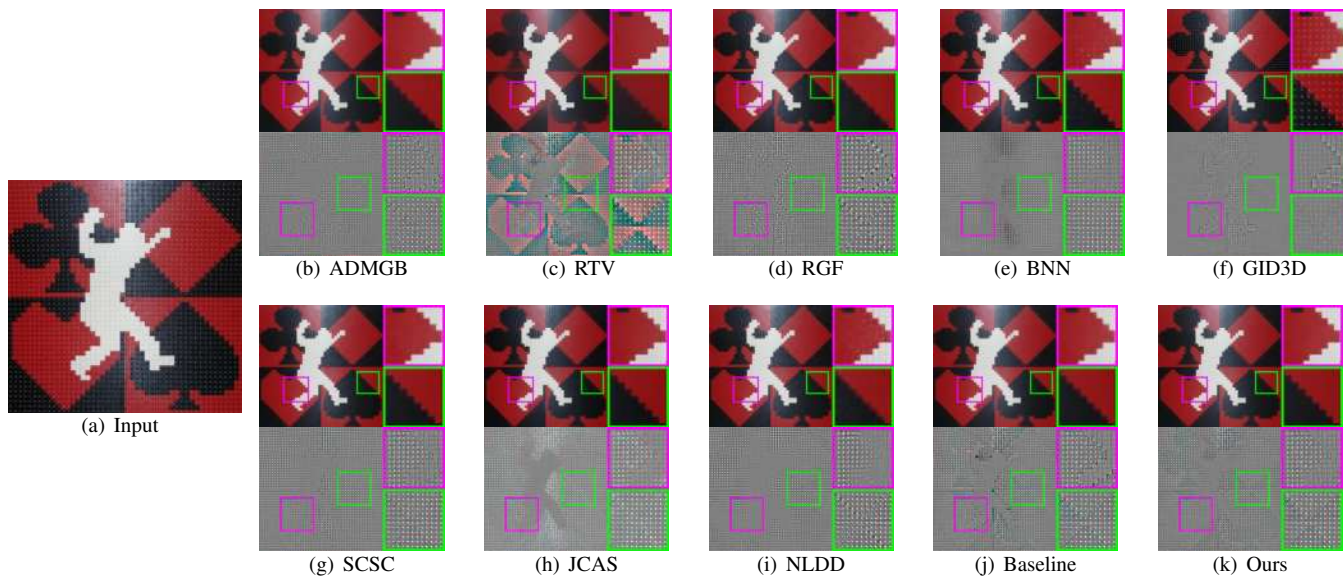 (b) ADMGB
(c) RTV
(d) RGF
(e) BNN
(f) GID3D
(a) Input
(g) SCSC
(h) JCAS
(i) NLDD
(j) Baseline
(k) Ours